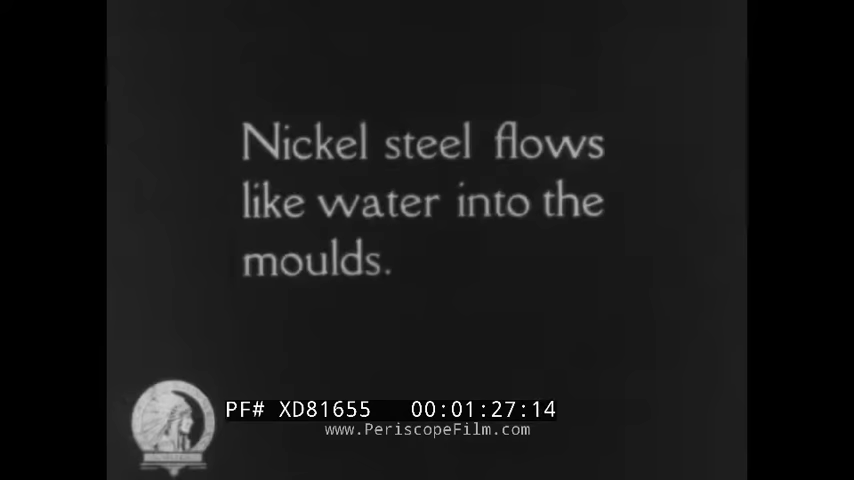 Nickel steel flows
like water into the
moulds.
PF# XD81655 00:01:27:14
www.PeriscopeFilm.com